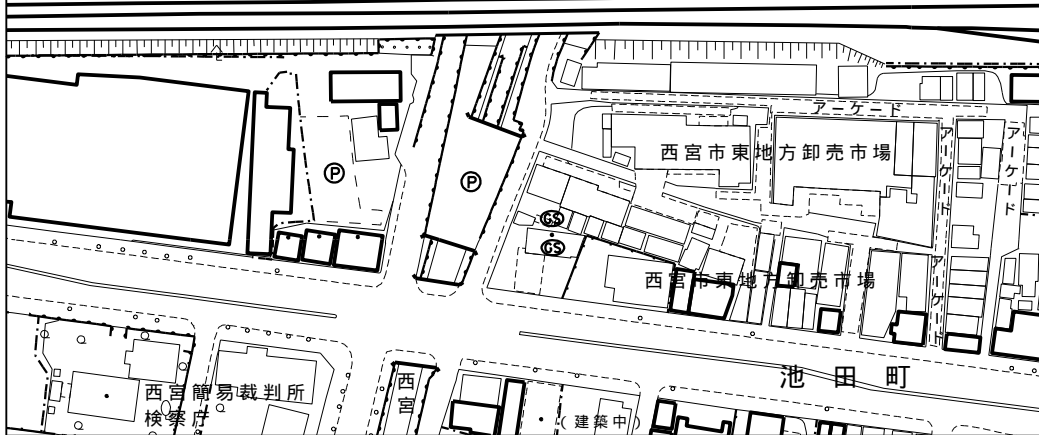 アーケード
西宮市東地方卸売市場
アーケード
アーケード
P
P
GS
GS
アーケード
西宮市東地方卸売市場
池田町
西宮
西宮簡易裁判所
検察庁
(建築中)